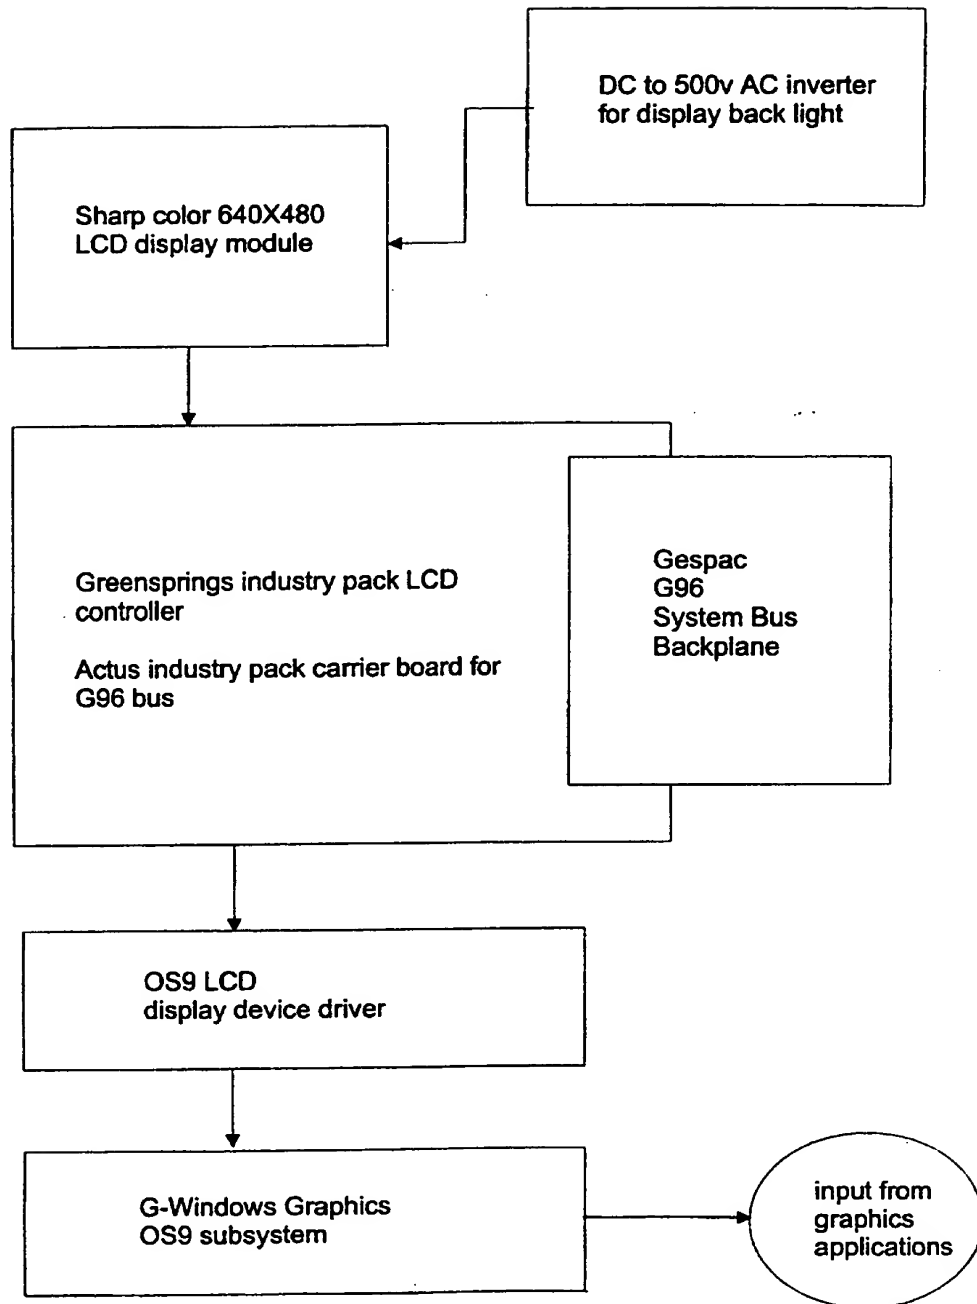 DC to 500v AC inverter
for display back light
Sharp color 640X480
LCD display module
Greensprings industry pack LCD
controller
Actus industry pack carrier board for
G96 bus
Gespac
G96
System Bus
Backplane
OS9 LCD
display device driver
G-Windows Graphics
OS9 subsystem
input from
graphics
applications